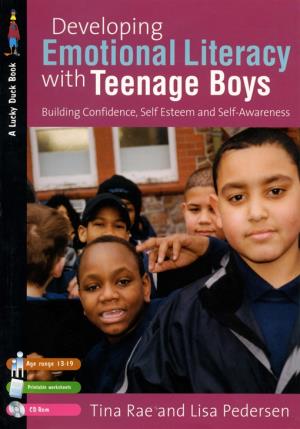 A Lucky Duck Book
Developing
Emotional Literacy
with Teenage Boys
Building Confidence, Self Esteem and Self-Awareness
Age range 13-19
Printable worksheets
CD Rom
Tina Rae and Lisa Pedersen